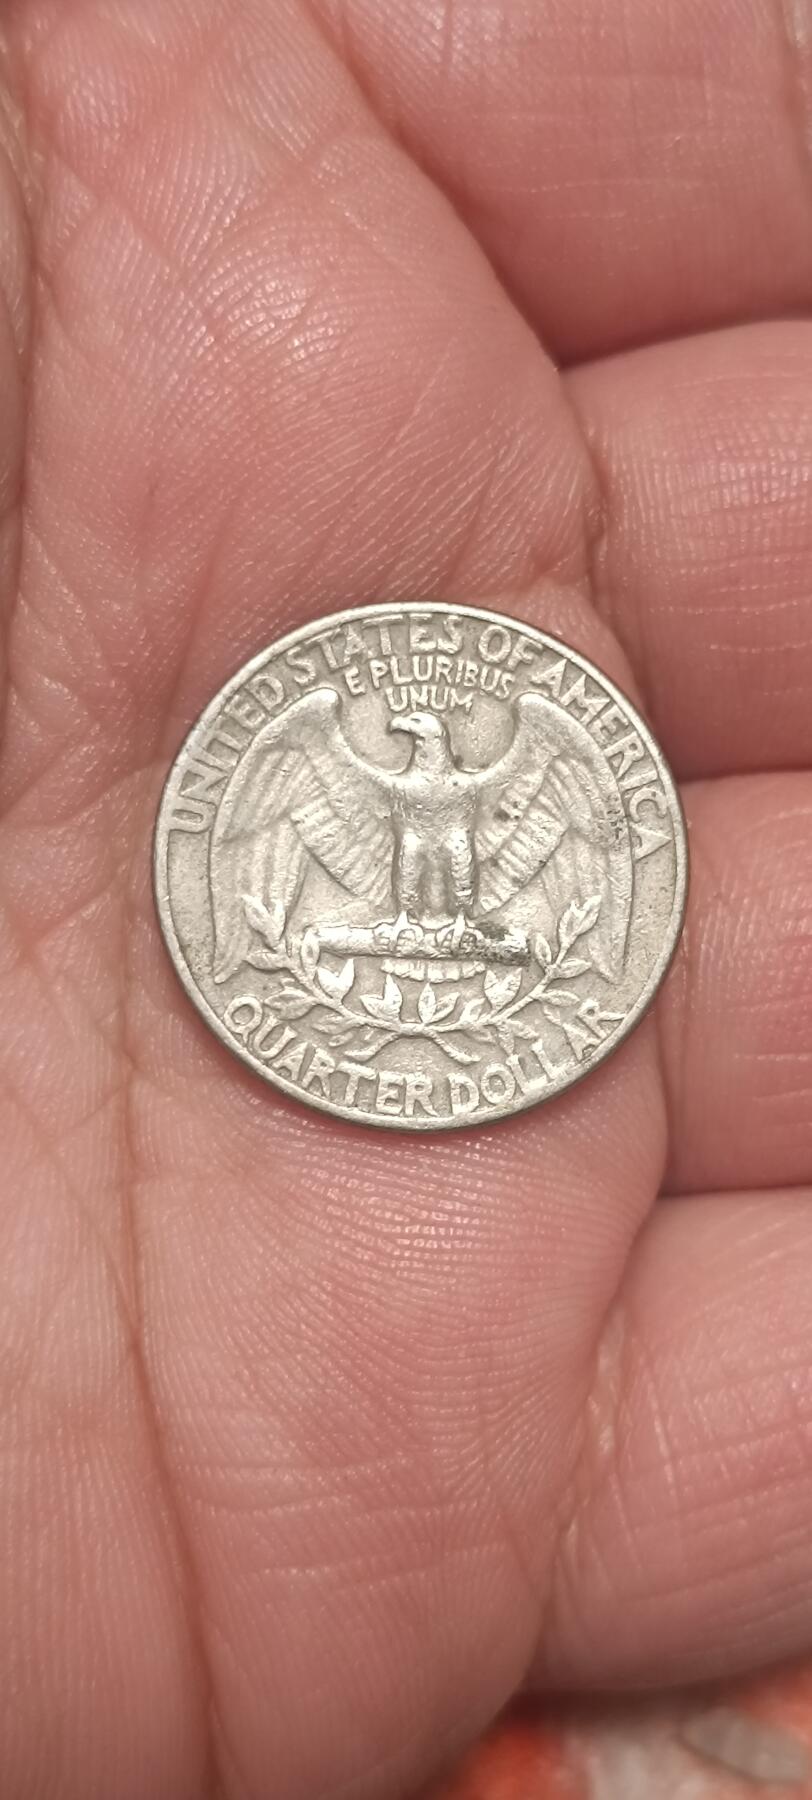 UNITED STATES OF AMERICA
E PLURIBUS
UNUM
QUARTER DOLLAR